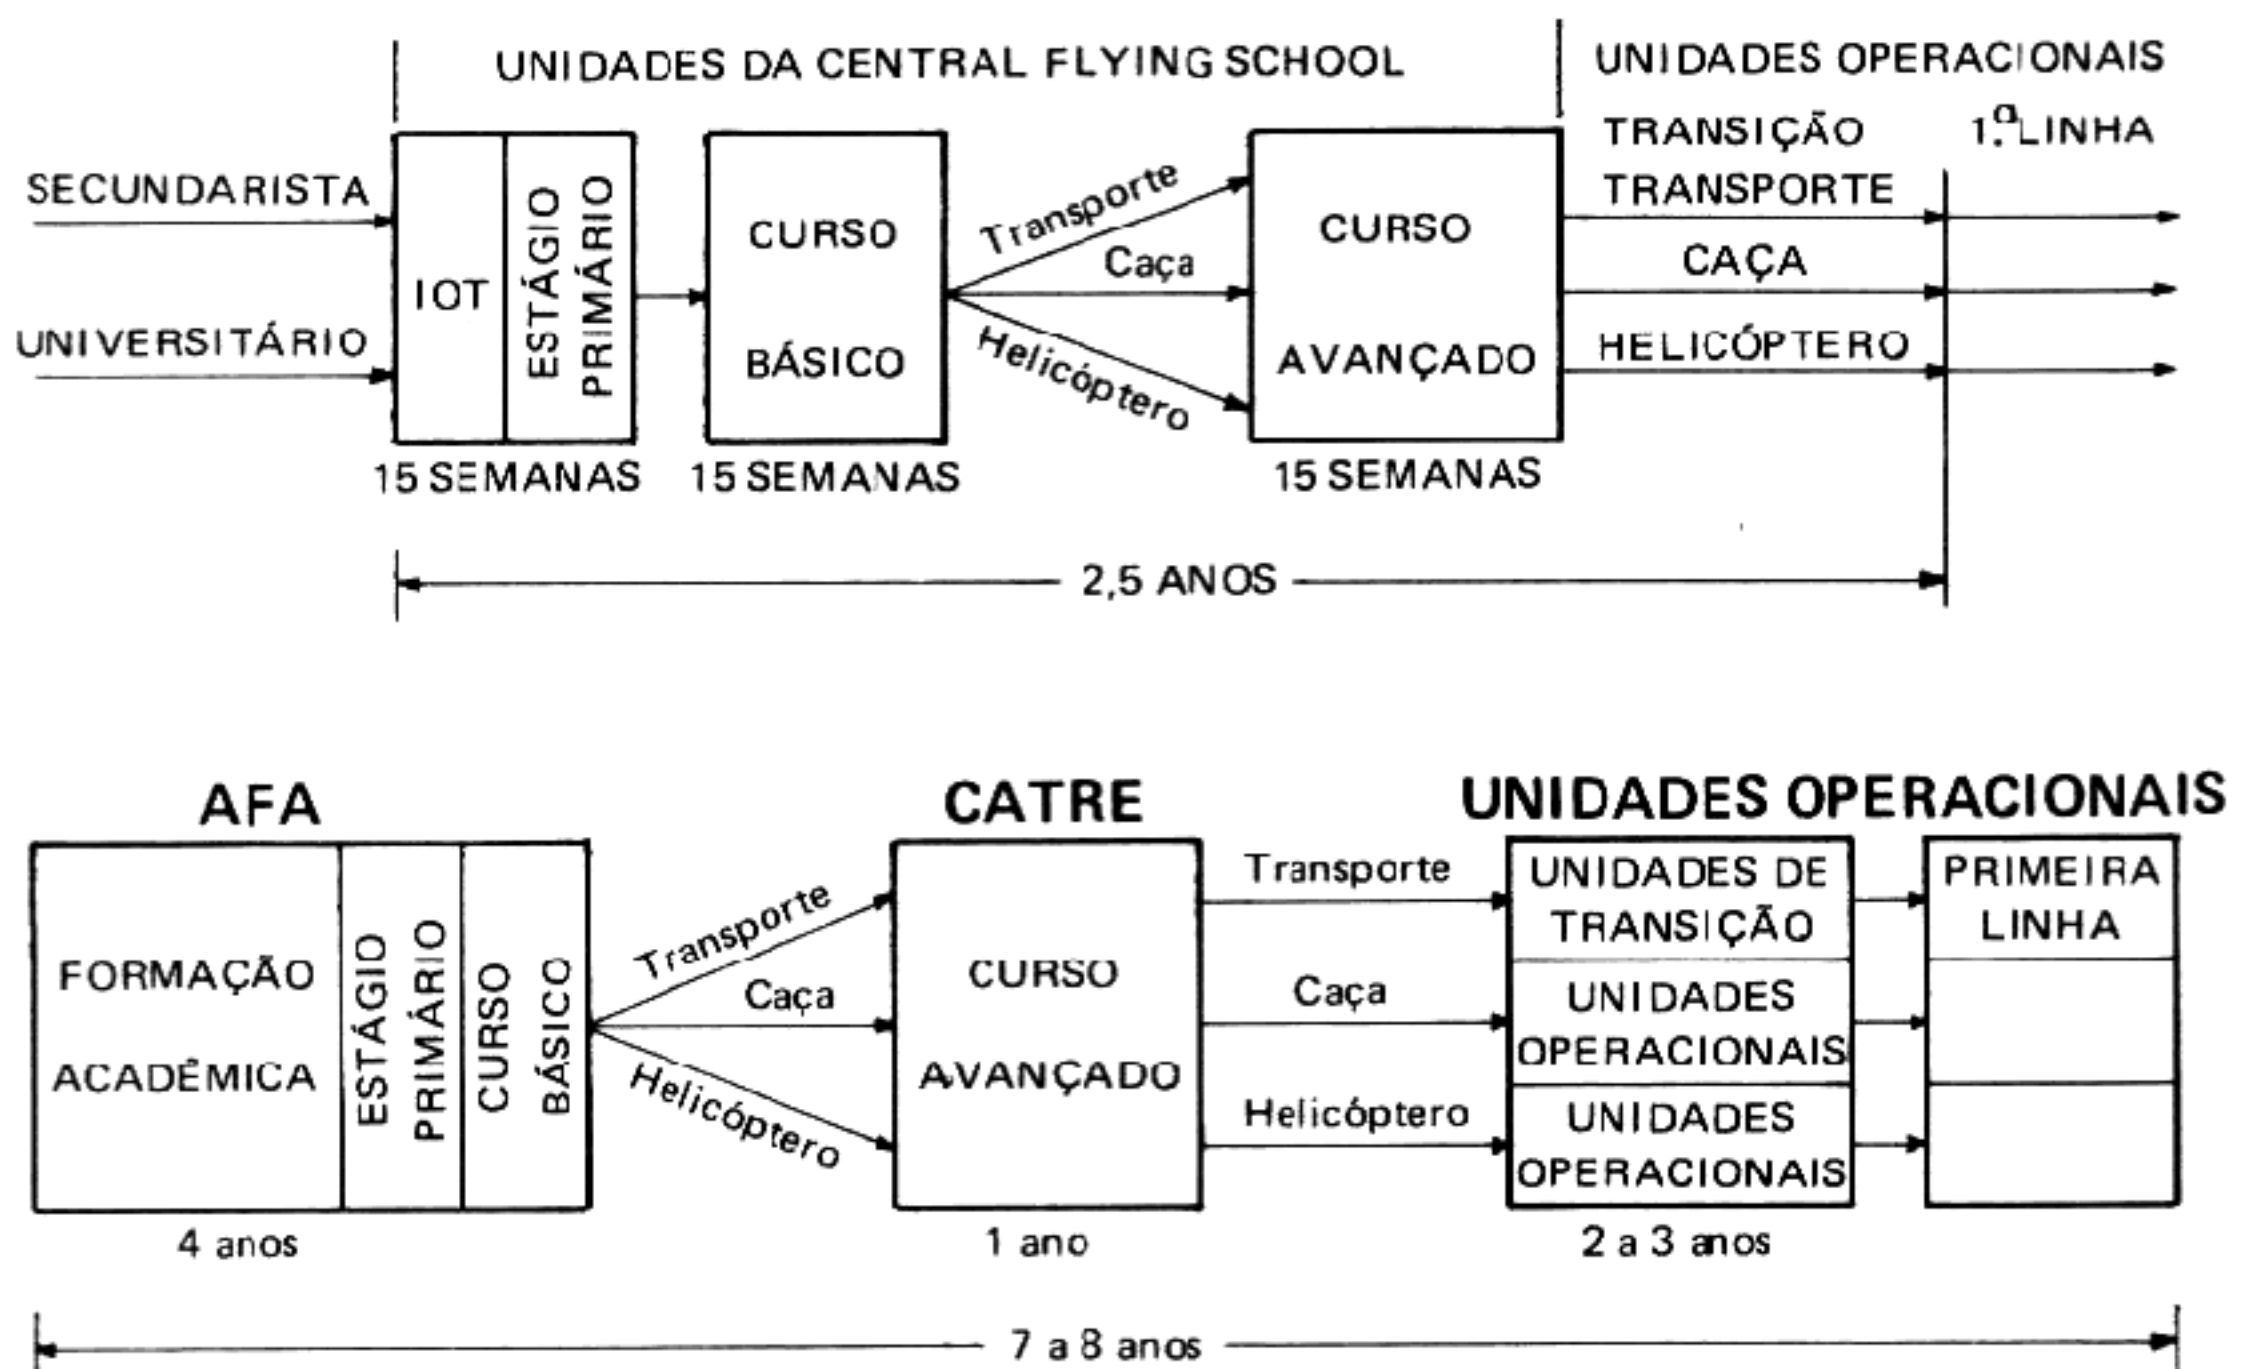 UNIDADES DA CENTRAL FLYING SCHOOL
UNIDADES OPERACIONAIS
TRANSIÇÃO
1.ª LINHA
SECUNDARISTA
UNIVERSITÁRIO
IOT
ESTÁGIO
PRIMÁRIO
CURSO
BÁSICO
Transporte
Caça
Helicóptero
CURSO
AVANÇADO
TRANSPORTE
CAÇA
HELICÓPTERO
15 SEMANAS
15 SEMANAS
15 SEMANAS
2,5 ANOS
AFA
CATRE
UNIDADES OPERACIONAIS
FORMAÇÃO
ACADÊMICA
ESTÁGIO
PRIMÁRIO
CURSO
BÁSICO
Transporte
Caça
Helicóptero
CURSO
AVANÇADO
Transporte
Caça
Helicóptero
UNIDADES DE
TRANSIÇÃO
UNIDADES
OPERACIONAIS
UNIDADES
OPERACIONAIS
PRIMEIRA
LINHA
4 anos
1 ano
2 a 3 anos
7 a 8 anos